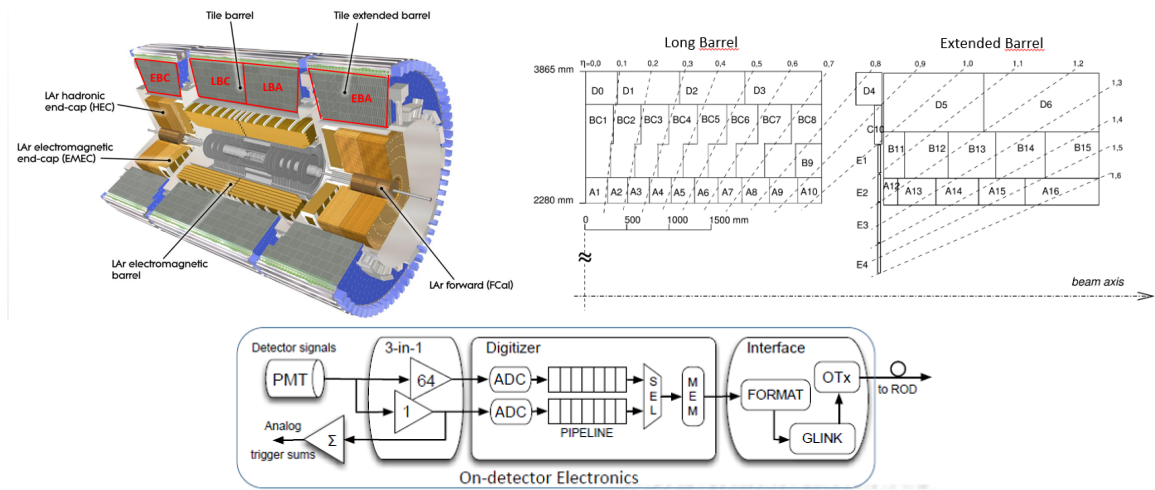 Tile barrel
Tile extended barrel
EBC
LBC
LBA
EBA
LAr hadronic
end-cap (HEC)
LAr electromagnetic
end-cap (EMEC)
LAr electromagnetic
barrel
LAr forward (FCal)
Long Barrel
Extended Barrel
3865 mm
η=0,0 0,1 0,2 0,3 0,4 0,5 0,6 0,7 0,8 0,9 1,0 1,1 1,2
1,3
D0 D1 D2 D3 D4 D5 D6
1,4
C10
BC1 BC2 BC3 BC4 BC5 BC6 BC7 BC8
B11 B12 B13 B14 B15
1,5
B9
E1
1,6
A1 A2 A3 A4 A5 A6 A7 A8 A9 A10
E2
A12 A13 A14 A15 A16
2280 mm
0 500 1000 1500 mm
E3
E4
≈
beam axis
Detector signals
PMT
3-in-1
64
1
Analog
trigger sums
Σ
Digitizer
ADC
ADC
PIPELINE
SEL
MEM
Interface
FORMAT
OTx
GLINK
to ROD
On-detector Electronics